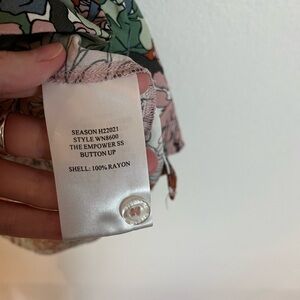 SEASON H22021
STYLE WN8600
THE EMPOWER SS
BUTTON UP
SHELL: 100% RAYON